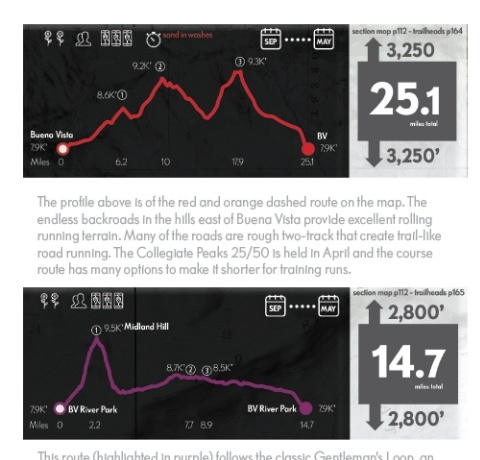 sand in washes
SEP ••••• MAY
section map p112 - trailheads p164
3,250
25.1
miles total
3,250'
9.2K' 2
1 9.3K'
8.6K' 1
Buena Vista
7.9K'
BV
7.9K'
Miles 0 6.2 10 17.9 25.1
The profile above is of the red and orange dashed route on the map. The
endless backroads in the hills east of Buena Vista provide excellent rolling
running terrain. Many of the roads are rough two-track that create trail-like
road running. The Collegiate Peaks 25/50 is held in April and the course
route has many options to make it shorter for training runs.
SEP ••••• MAY
section map p112 - trailheads p165
2,800'
14.7
miles total
2,800'
1 9.5K' Midland Hill
8.7K' 2 3 8.5K'
7.9K' BV River Park
BV River Park 7.9K'
Miles 0 2.2 7.7 8.9 14.7
This route (highlighted in purple) follows the classic Gentleman's Loop, an